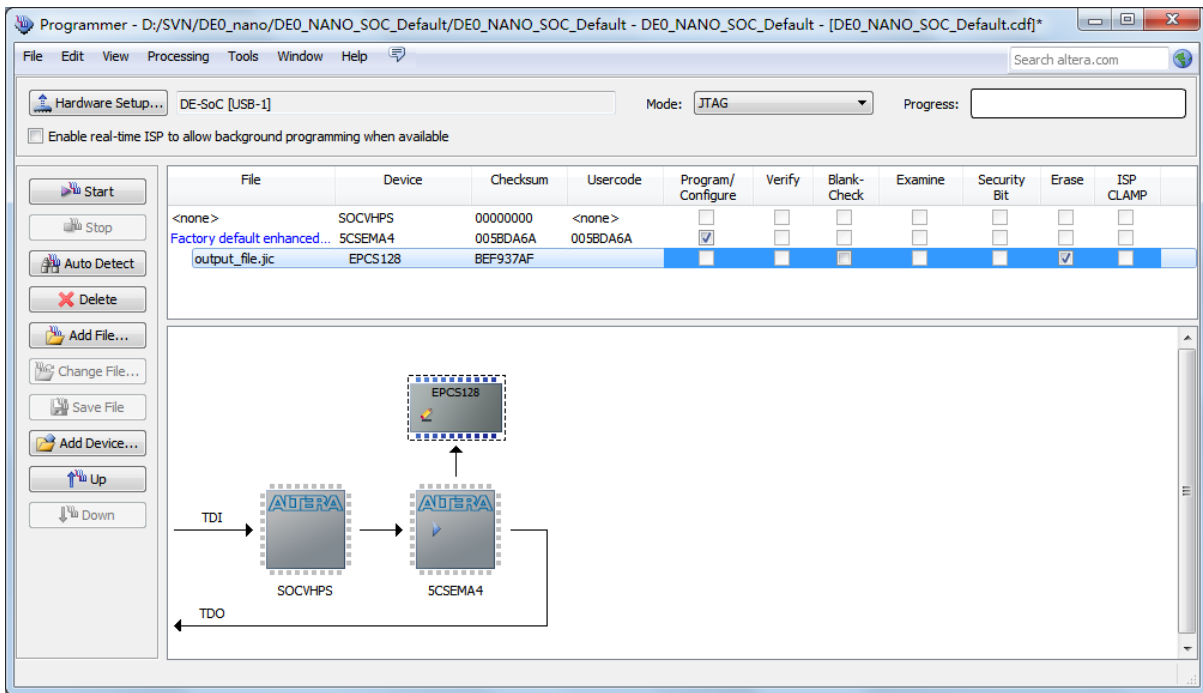 Programmer - D:/SVN/DE0_nano/DE0_NANO_SOC_Default/DE0_NANO_SOC_Default - DE0_NANO_SOC_Default - [DE0_NANO_SOC_Default.cdf]*
File Edit View Processing Tools Window Help
Search altera.com
Hardware Setup... DE-SoC [USB-1] Mode: JTAG Progress:
Enable real-time ISP to allow background programming when available
Start
Stop
Auto Detect
Delete
Add File...
Change File...
Save File
Add Device...
Up
Down
File Device Checksum Usercode Program/ Verify Blank- Examine Security Erase ISP
Configure Check Bit CLAMP
<none> SOCVHPS 00000000 <none>
Factory default enhanced... 5CSEMA4 005BDA6A 005BDA6A
output_file.jic EPCS128 BEF937AF
EPCS128
ALTERA ALTERA
TDI
SOCVHPS 5CSEMA4
TDO